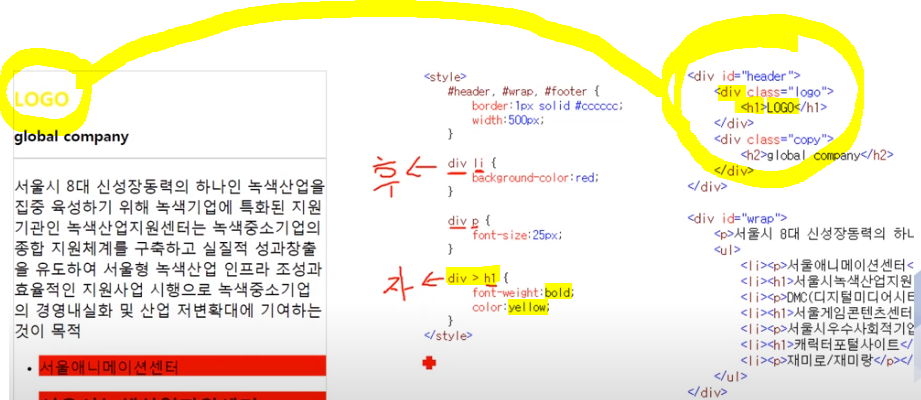 LOGO
global company
서울시 8대 신성장동력의 하나인 녹색산업을
집중 육성하기 위해 녹색기업에 특화된 지원
기관인 녹색산업지원센터는 녹색중소기업의
종합 지원체계를 구축하고 실질적 성과창출
을 유도하여 서울형 녹색산업 인프라 조성과
효율적인 지원사업 시행으로 녹색중소기업
의 경영내실화 및 산업 저변확대에 기여하는
것이 목적
서울애니메이션센터
<style>
#header, #wrap, #footer {
border:1px solid #cccccc;
width:500px;
}
후 ← div li {
background-color:red;
}
div p {
font-size:25px;
}
자 ← div > h1 {
font-weight:bold;
color:yellow;
}
</style>
<div id="header">
<div class="logo">
<h1>LOGO</h1>
</div>
<div class="copy">
<h2>global company</h2>
</div>
</div>
<div id="wrap">
<p>서울시 8대 신성장동력의 하나
<ul>
<li><p>서울애니메이션센터<
<li><h1>서울시녹색산업지원
<li><p>DMC(디지털미디어시티
<li><h1>서울게임콘텐츠센터
<li><p>서울시우수사회적기업
<li><h1>캐릭터포털사이트</
<li><p>재미로/재미랑</p></
</ul>
</div>